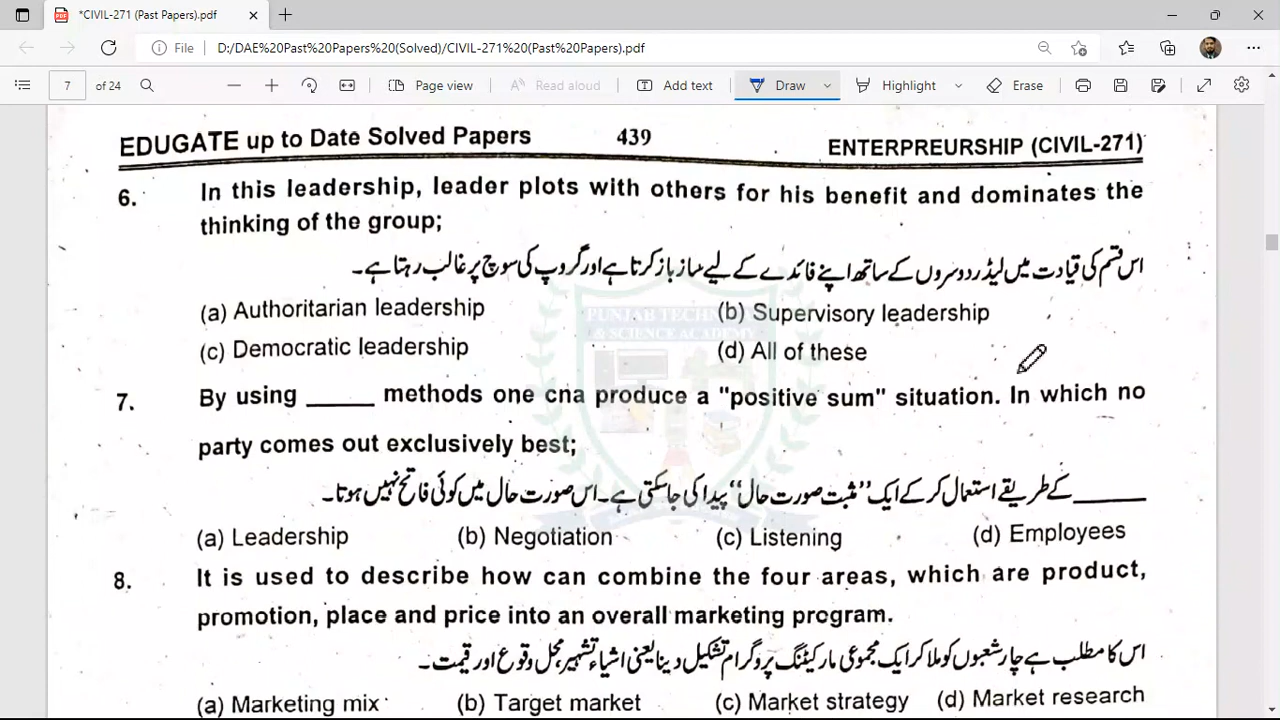 *CIVIL-271 (Past Papers).pdf
File D:/DAE%20Past%20Papers%20(Solved)/CIVIL-271%20(Past%20Papers).pdf
7 of 24 Page view Read aloud Add text Draw Highlight Erase
EDUGATE up to Date Solved Papers 439 ENTERPREURSHIP (CIVIL-271)
6. In this leadership, leader plots with others for his benefit and dominates the
thinking of the group;
اس قسم کی قیادت میں لیڈر دوسروں کے ساتھ اپنے فائدے کے لیے ساز باز کرتا ہے اور گروپ کی سوچ پر غالب رہتا ہے۔
(a) Authoritarian leadership (b) Supervisory leadership
PUNJAB TECHN
& SCIENCE ACADEMY
(c) Democratic leadership (d) All of these
7. By using _____ methods one cna produce a "positive sum" situation. In which no
party comes out exclusively best;
_____ کے طریقے استعمال کر کے ایک ’’مثبت صورت حال‘‘ پیدا کی جاسکتی ہے۔ اس صورت حال میں کوئی فاتح نہیں ہوتا۔
(a) Leadership (b) Negotiation (c) Listening (d) Employees
8. It is used to describe how can combine the four areas, which are product,
promotion, place and price into an overall marketing program.
اس کا مطلب ہے چار شعبوں کو ملا کر ایک مجموعی مارکیٹنگ پروگرام تشکیل دینا یعنی اشیاء تشہیر، محل وقوع اور قیمت۔
(a) Marketing mix (b) Target market (c) Market strategy (d) Market research